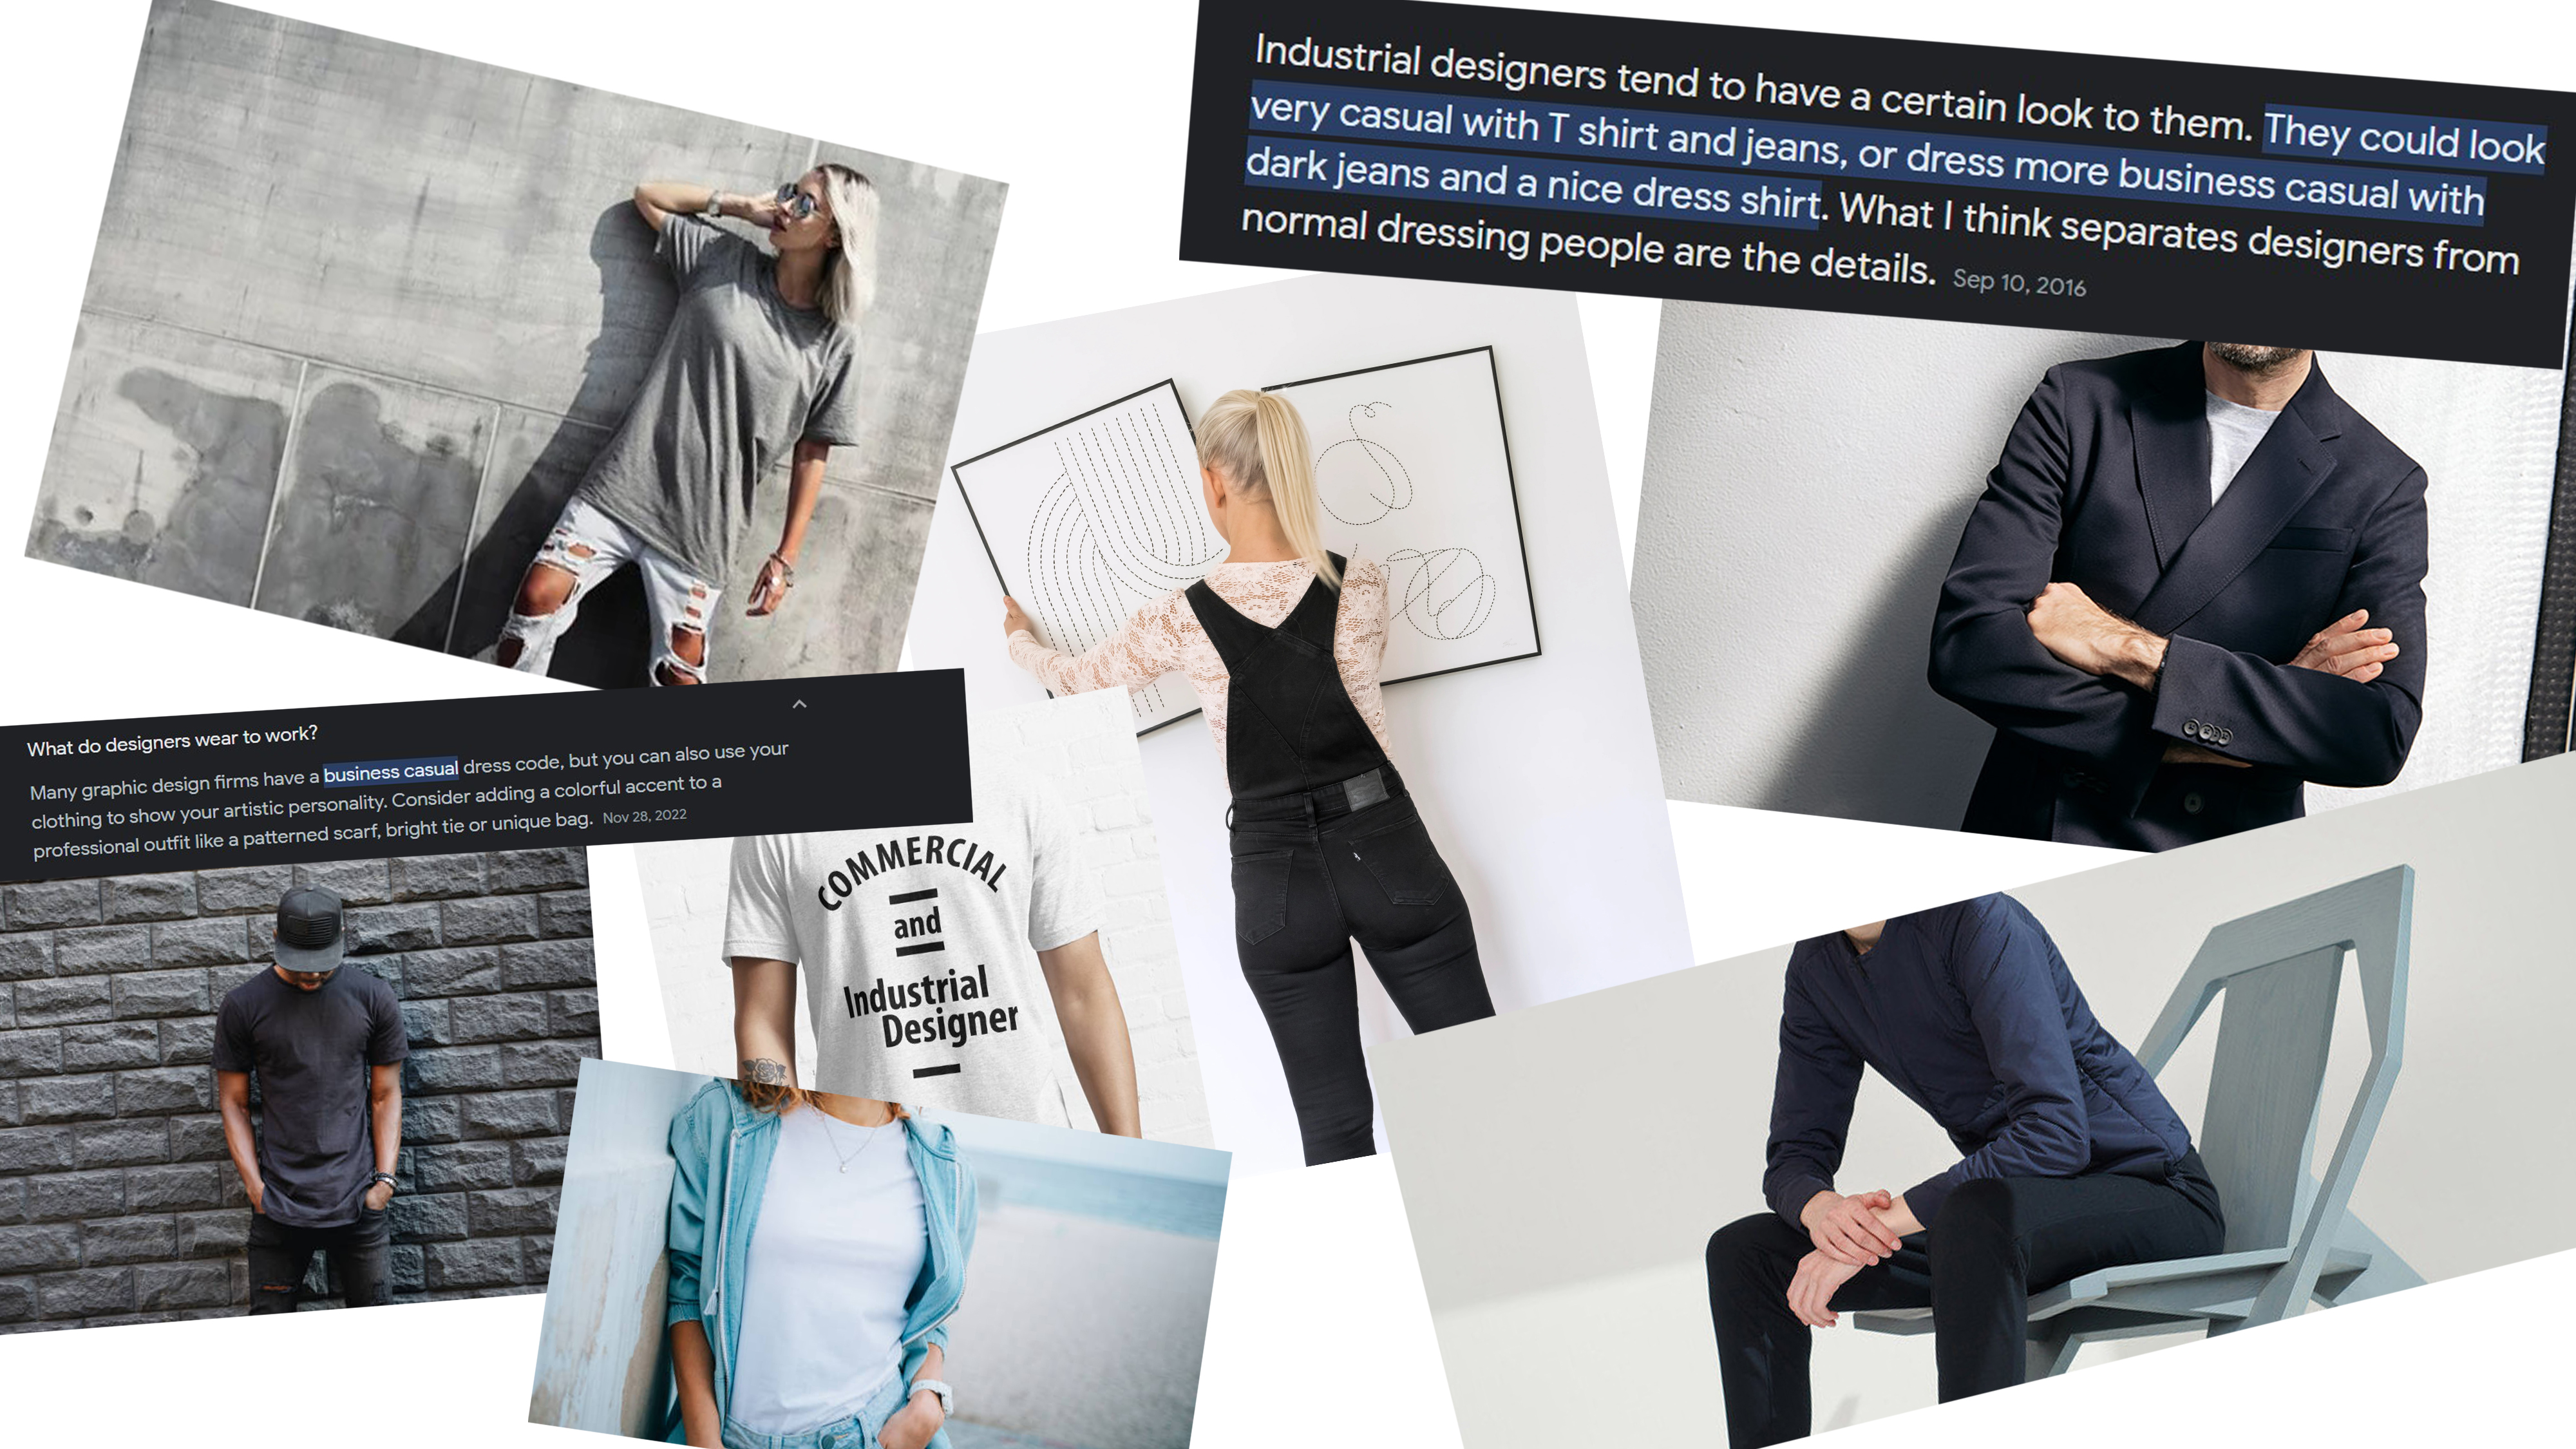 Industrial designers tend to have a certain look to them. They could look
very casual with T shirt and jeans, or dress more business casual with
dark jeans and a nice dress shirt. What I think separates designers from
normal dressing people are the details. Sep 10, 2016
What do designers wear to work?
Many graphic design firms have a business casual dress code, but you can also use your
clothing to show your artistic personality. Consider adding a colorful accent to a
professional outfit like a patterned scarf, bright tie or unique bag. Nov 28, 2022
COMMERCIAL
and
Industrial
Designer